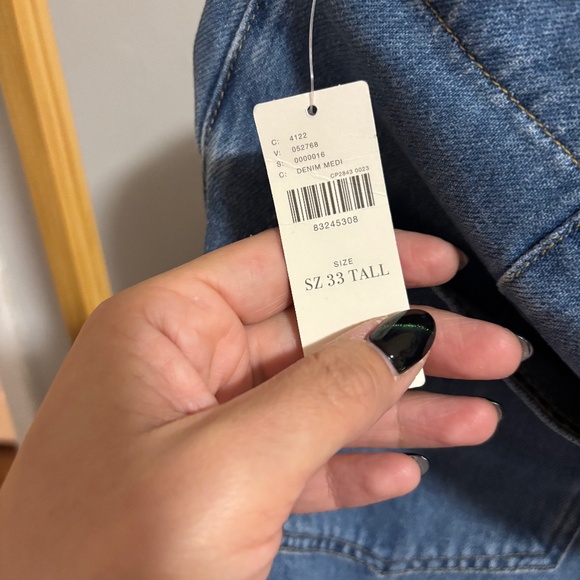 C: 4122
V: 052768
S: 0000016
C: DENIM MEDI
CP2843 0023
83245308
SIZE
SZ 33 TALL